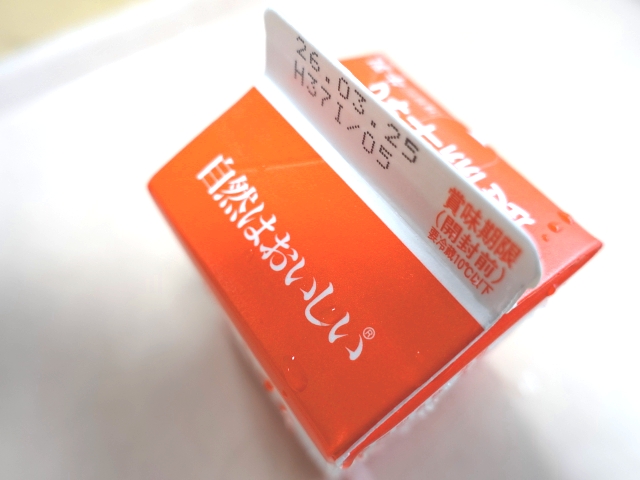 26.03.25
H371/05
賞味期限
(開封前)
要冷蔵10℃以下
自然はおいしい®